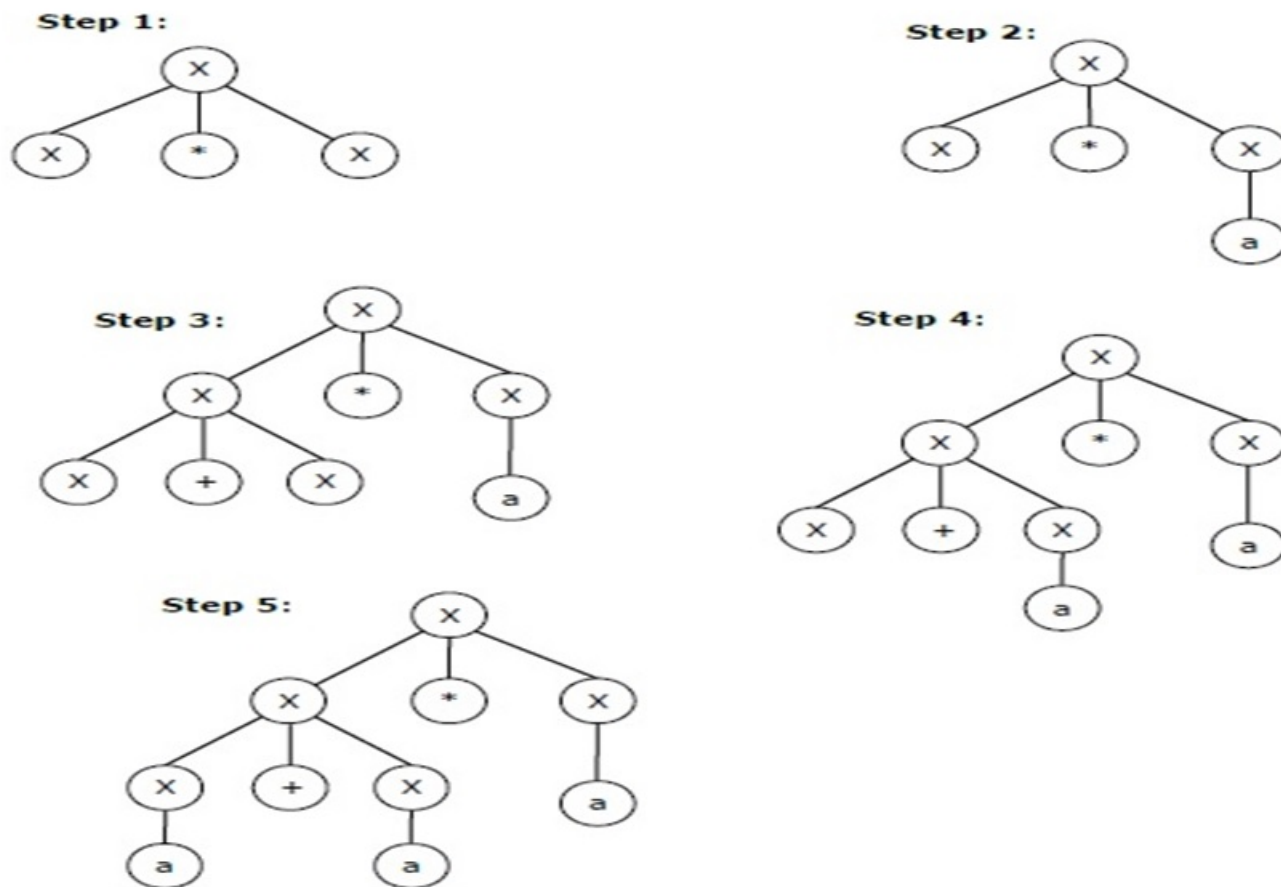 Step 1:
Step 2:
X
X
X * X
X * X
a
Step 3:
X
Step 4:
X
X * X
X * X
X + X
a
X + X
a
a
Step 5:
X
X * X
X + X
a
a a